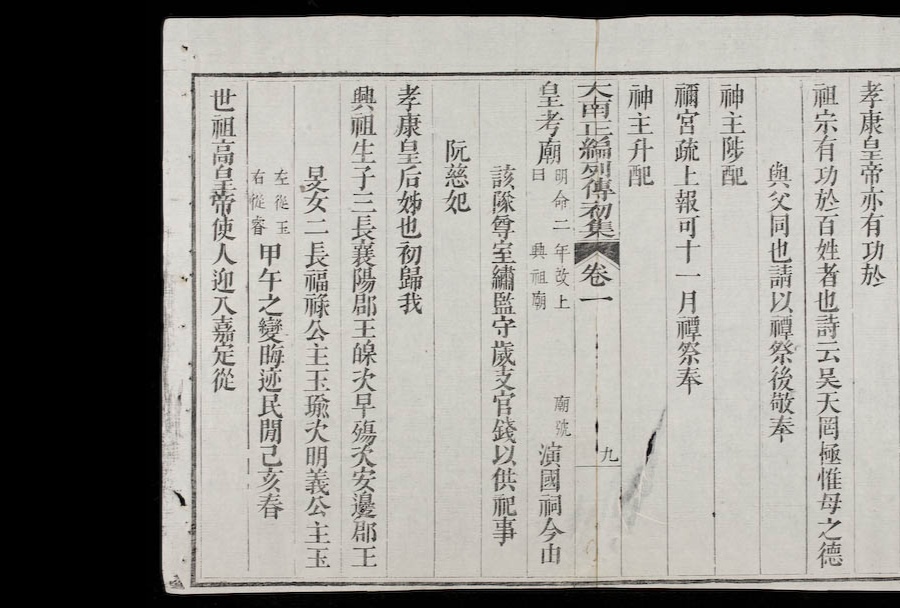 孝康皇帝亦有功於
祖宗有功於百姓者也詩云吴天罔極惟母之德
與父同也請以禫祭後敬奉
神主陟配
禰宮疏上報可十一月禫祭奉
神主升配
大南正編列傳初集 卷一 九
皇考廟明命二年改上廟號曰興祖廟演國祠今由
該隊尊室繡監守歲支官錢以供祀事
阮慈妃
孝康皇后姊也初歸我
興祖生子三長襄陽郡王皞次早殤次安邊郡王
旻女二長福祿公主玉瑜次明義公主玉
左從玉右從睿甲午之變晦迹民間己亥春
世祖高皇帝使人迎入嘉定從